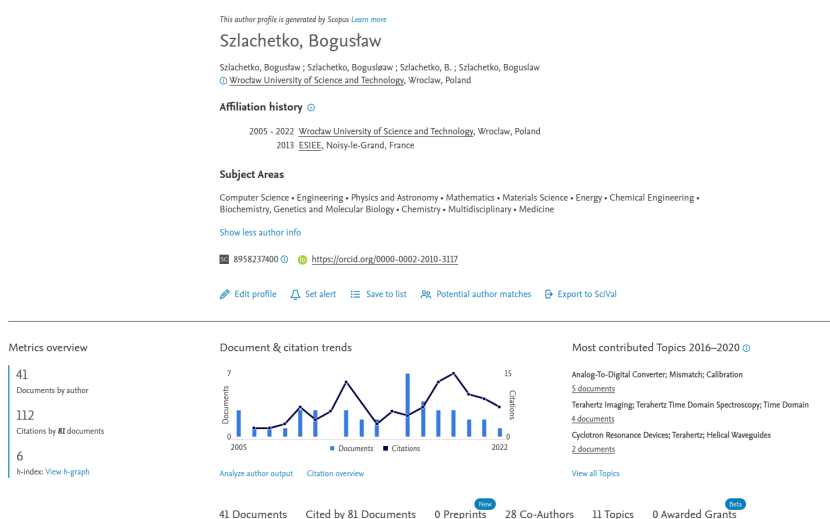 This author profile is generated by Scopus Learn more
Szlachetko, Bogusław
Szlachetko, Bogusław ; Szlachetko, Bogusløaw ; Szlachetko, B. ; Szlachetko, Boguslaw
Wrocław University of Science and Technology, Wroclaw, Poland
Affiliation history
2005 - 2022 Wrocław University of Science and Technology, Wroclaw, Poland
2013 ESIEE, Noisy-le-Grand, France
Subject Areas
Computer Science • Engineering • Physics and Astronomy • Mathematics • Materials Science • Energy • Chemical Engineering •
Biochemistry, Genetics and Molecular Biology • Chemistry • Multidisciplinary • Medicine
Show less author info
SC 8958237400 iD https://orcid.org/0000-0002-2010-3117
Edit profile Set alert Save to list Potential author matches Export to SciVal
Metrics overview
41
Documents by author
112
Citations by 81 documents
6
h-index: View h-graph
Document & citation trends
7 15
Documents Citations
0 0
2005 2022
Documents Citations
Analyze author output Citation overview
Most contributed Topics 2016–2020
Analog-To-Digital Converter; Mismatch; Calibration
5 documents
Terahertz Imaging; Terahertz Time Domain Spectroscopy; Time Domain
4 documents
Cyclotron Resonance Devices; Terahertz; Helical Waveguides
2 documents
View all Topics
New Beta
41 Documents Cited by 81 Documents 0 Preprints 28 Co-Authors 11 Topics 0 Awarded Grants